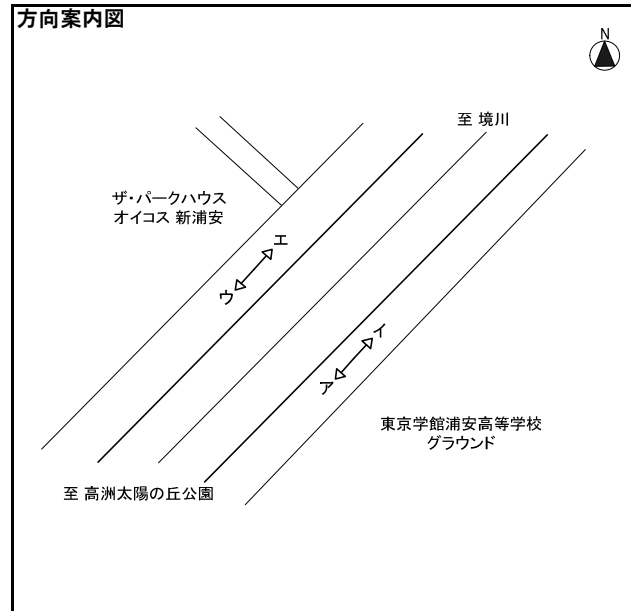 方向案内図
N
至 境川
ザ・パークハウス
オイコス 新浦安
エ
ウ
イ
ア
東京学館浦安高等学校
グラウンド
至 高洲太陽の丘公園